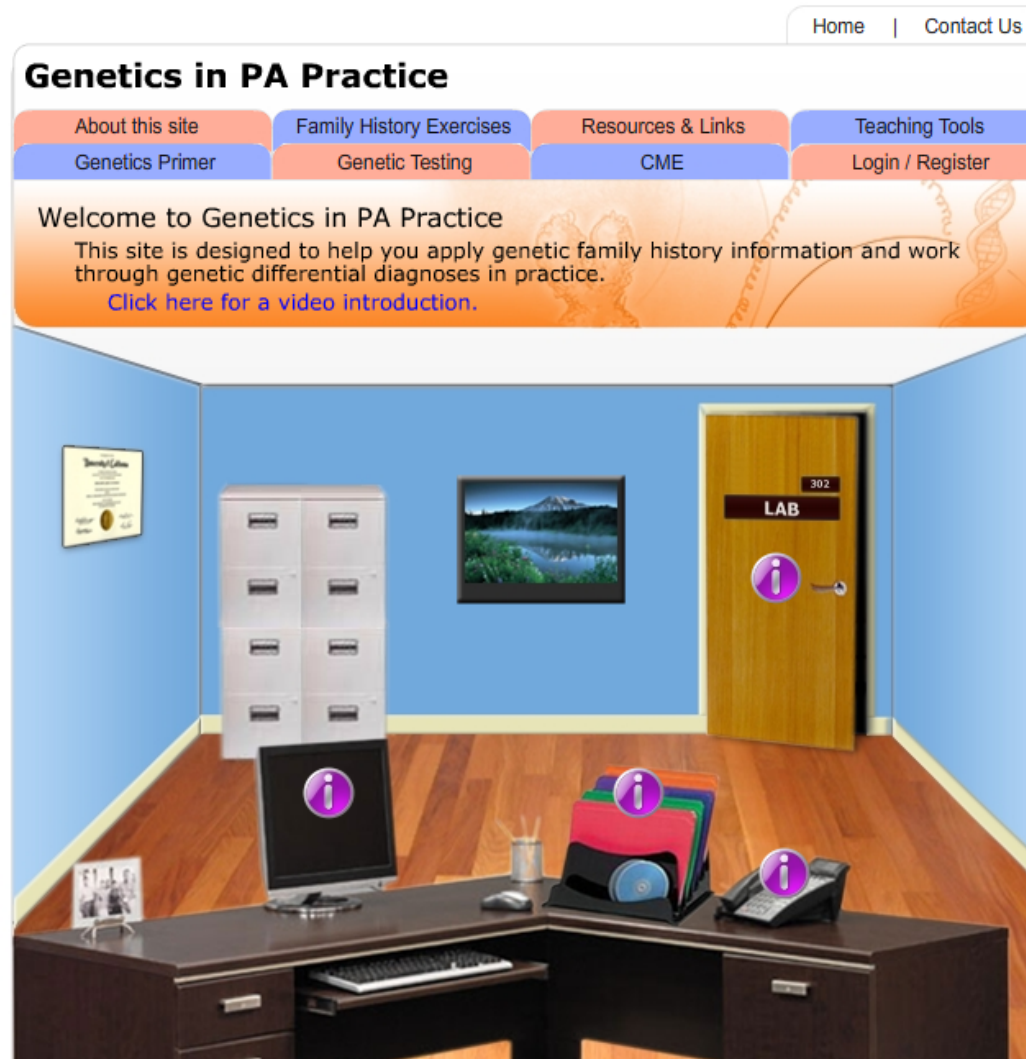 Home | Contact Us
Genetics in PA Practice
About this site Family History Exercises Resources & Links Teaching Tools
Genetics Primer Genetic Testing CME Login / Register
Welcome to Genetics in PA Practice
This site is designed to help you apply genetic family history information and work
through genetic differential diagnoses in practice.
Click here for a video introduction.
302
LAB
i
i
i
i